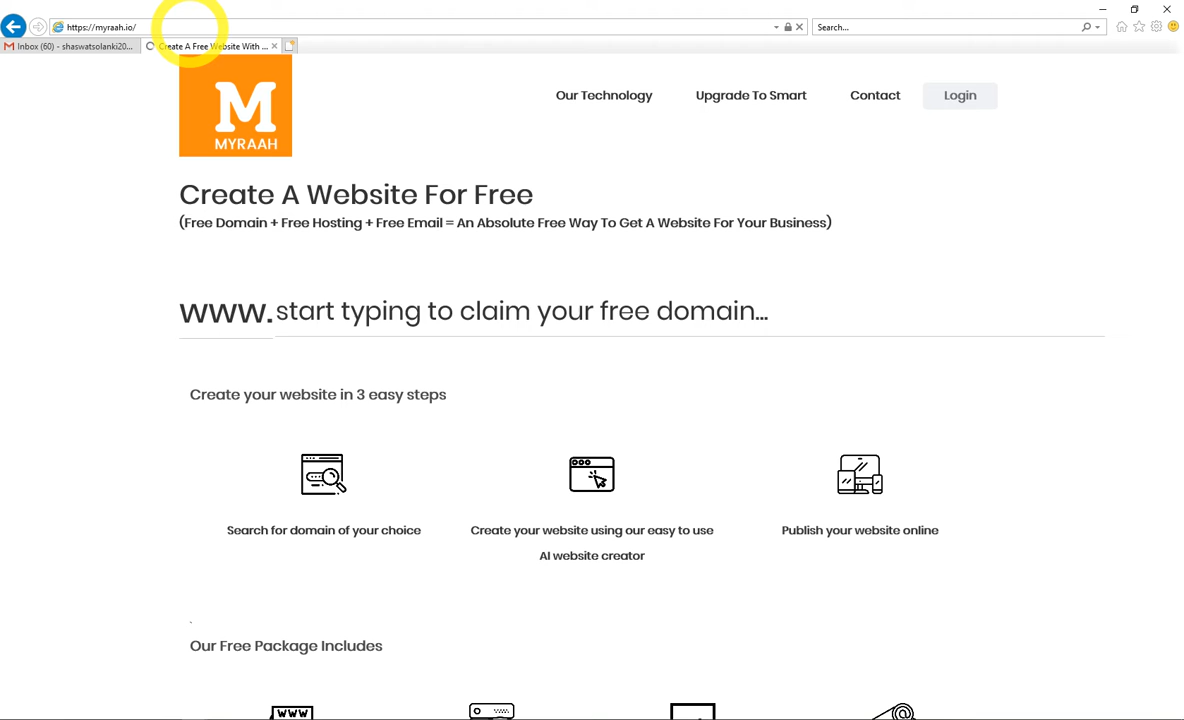 https://myraah.io/
Search...
Inbox (60) - shaswatsolanki20...
Create A Free Website With ...
M
MYRAAH
Our Technology
Upgrade To Smart
Contact
Login
Create A Website For Free
(Free Domain + Free Hosting + Free Email = An Absolute Free Way To Get A Website For Your Business)
www. start typing to claim your free domain...
Create your website in 3 easy steps
Search for domain of your choice
Create your website using our easy to use
AI website creator
Publish your website online
`
Our Free Package Includes
WWW